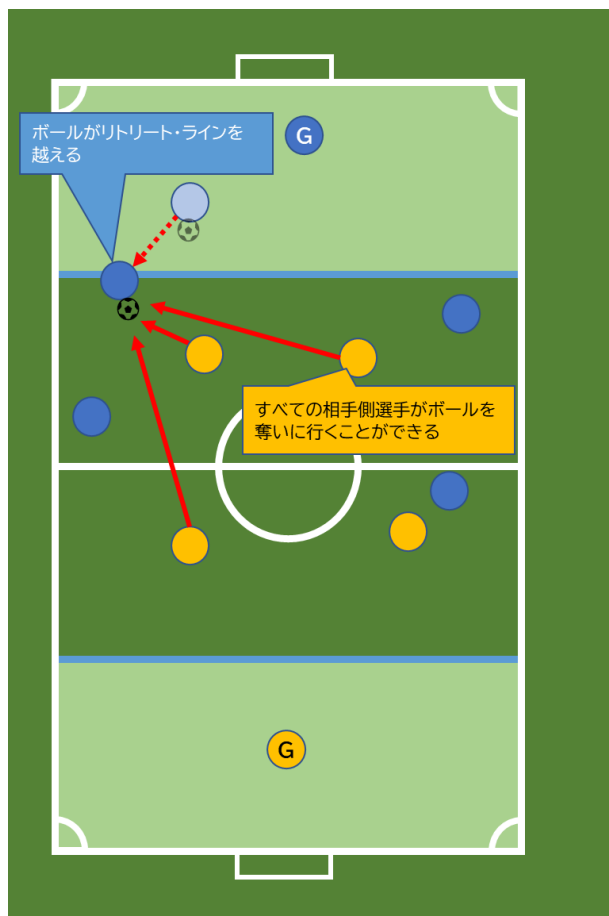 ボールがリトリート・ラインを
越える
G
すべての相手側選手がボールを
奪いに行くことができる
G